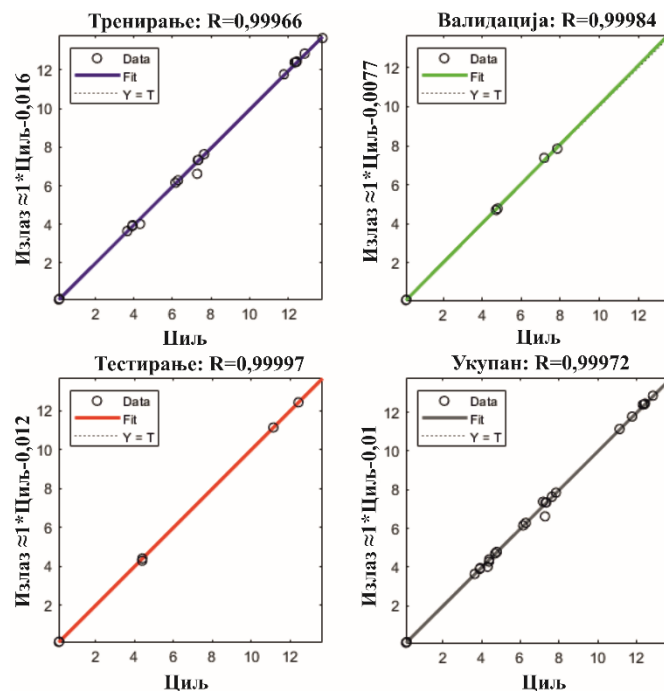 Тренирање: R=0,99966
Излаз ≈1*Циљ-0,016
Data
Fit
Y = T
12
10
8
6
4
2
2 4 6 8 10 12
Циљ
Валидација: R=0,99984
Излаз ≈1*Циљ-0,0077
Data
Fit
Y = T
12
10
8
6
4
2
2 4 6 8 10 12
Циљ
Тестирање: R=0,99997
Излаз ≈1*Циљ-0,012
Data
Fit
Y = T
12
10
8
6
4
2
2 4 6 8 10 12
Циљ
Укупан: R=0,99972
Излаз ≈1*Циљ-0,01
Data
Fit
Y = T
12
10
8
6
4
2
2 4 6 8 10 12
Циљ